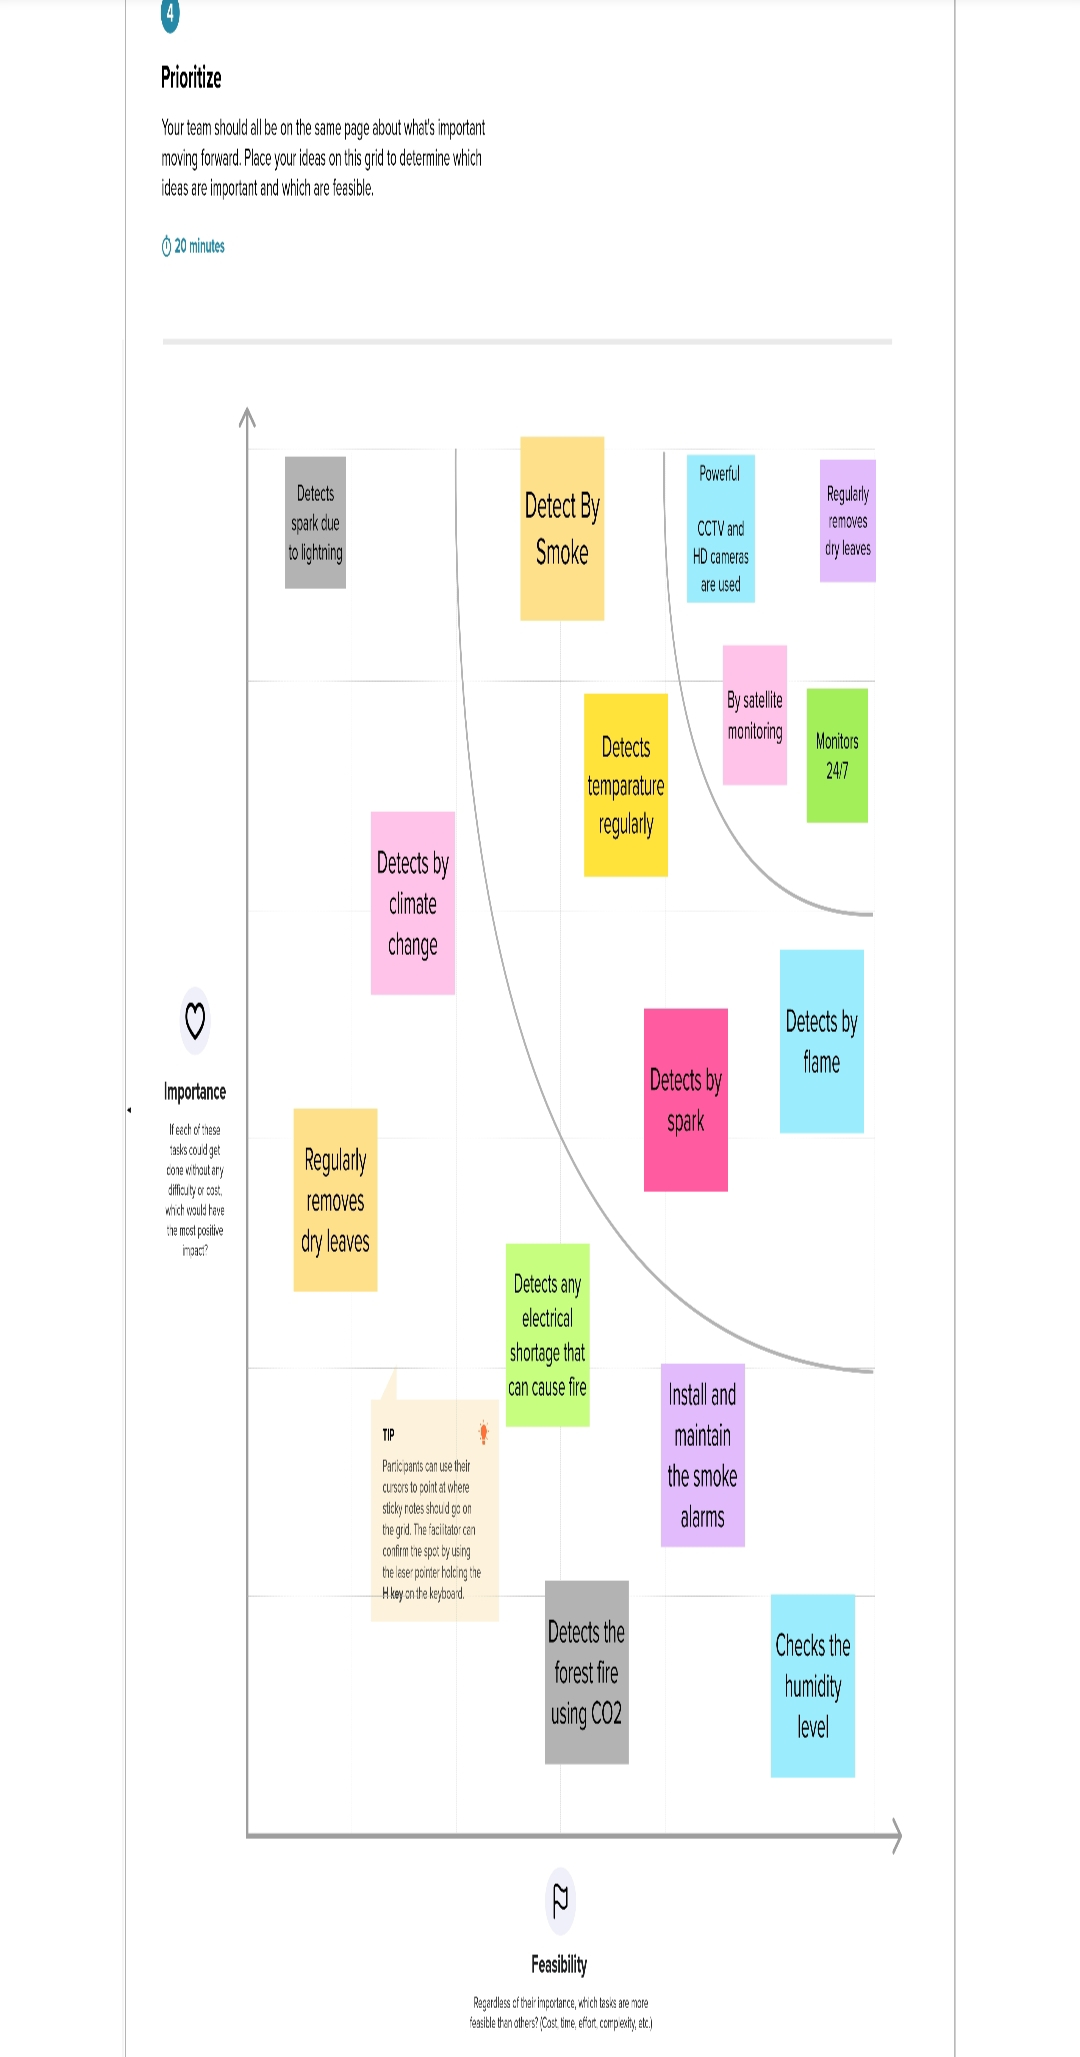 4
Prioritize
Your team should all be on the same page about what's important
moving forward. Place your ideas on this grid to determine which
ideas are important and which are feasible.
20 minutes
Detects
spark due
to lightning
Detect By
Smoke
Powerful
CCTV and
HD cameras
are used
Regularly
removes
dry leaves
By satellite
monitoring
Monitors
24/7
Detects
temparature
regularly
Detects by
climate
change
Detects by
flame
Detects by
spark
Importance
If each of these
tasks could get
done without any
difficulty or cost,
which would have
the most positive
impact?
Regularly
removes
dry leaves
Detects any
electrical
shortage that
can cause fire
Install and
maintain
the smoke
alarms
TIP
Participants can use their
cursors to point at where
sticky notes should go on
the grid. The facilitator can
confirm the spot by using
the laser pointer holding the
H key on the keyboard.
Detects the
forest fire
using CO2
Checks the
humidity
level
Feasibility
Regardless of their importance, which tasks are more
feasible than others? (Cost, time, effort, complexity, etc.)